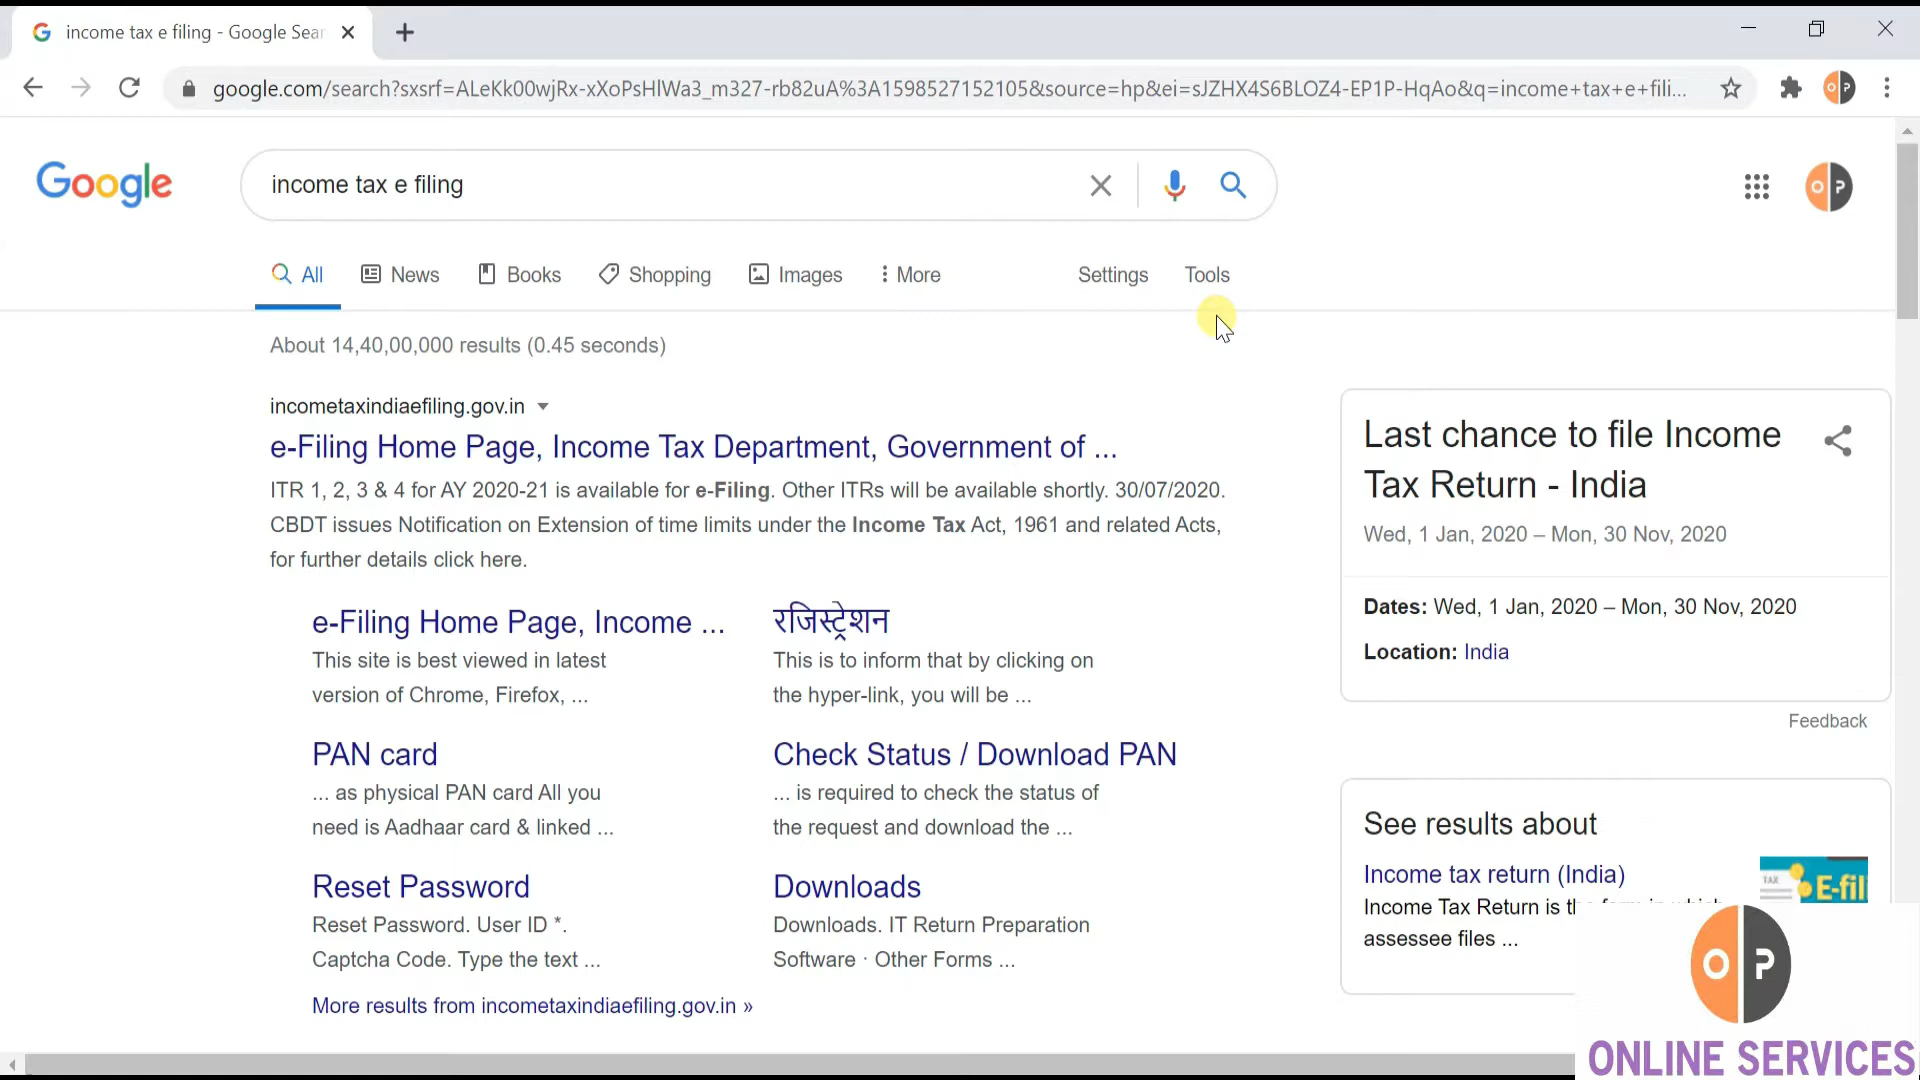 income tax e filing - Google Sear
google.com/search?sxsrf=ALeKk00wjRx-xXoPsHlWa3_m327-rb82uA%3A1598527152105&source=hp&ei=sJZHX4S6BLOZ4-EP1P-HqAo&q=income+tax+e+fili...
Google
income tax e filing
All News Books Shopping Images More Settings Tools
About 14,40,00,000 results (0.45 seconds)
incometaxindiaefiling.gov.in
e-Filing Home Page, Income Tax Department, Government of ...
ITR 1, 2, 3 & 4 for AY 2020-21 is available for e-Filing. Other ITRs will be available shortly. 30/07/2020.
CBDT issues Notification on Extension of time limits under the Income Tax Act, 1961 and related Acts,
for further details click here.
e-Filing Home Page, Income ...
This site is best viewed in latest
version of Chrome, Firefox, ...
रजिस्ट्रेशन
This is to inform that by clicking on
the hyper-link, you will be ...
PAN card
... as physical PAN card All you
need is Aadhaar card & linked ...
Check Status / Download PAN
... is required to check the status of
the request and download the ...
Reset Password
Reset Password. User ID *.
Captcha Code. Type the text ...
Downloads
Downloads. IT Return Preparation
Software · Other Forms ...
More results from incometaxindiaefiling.gov.in »
Last chance to file Income
Tax Return - India
Wed, 1 Jan, 2020 – Mon, 30 Nov, 2020
Dates: Wed, 1 Jan, 2020 – Mon, 30 Nov, 2020
Location: India
Feedback
See results about
Income tax return (India)
Income Tax Return is
assessee files ...
TAX E-fil
O P
ONLINE SERVICES